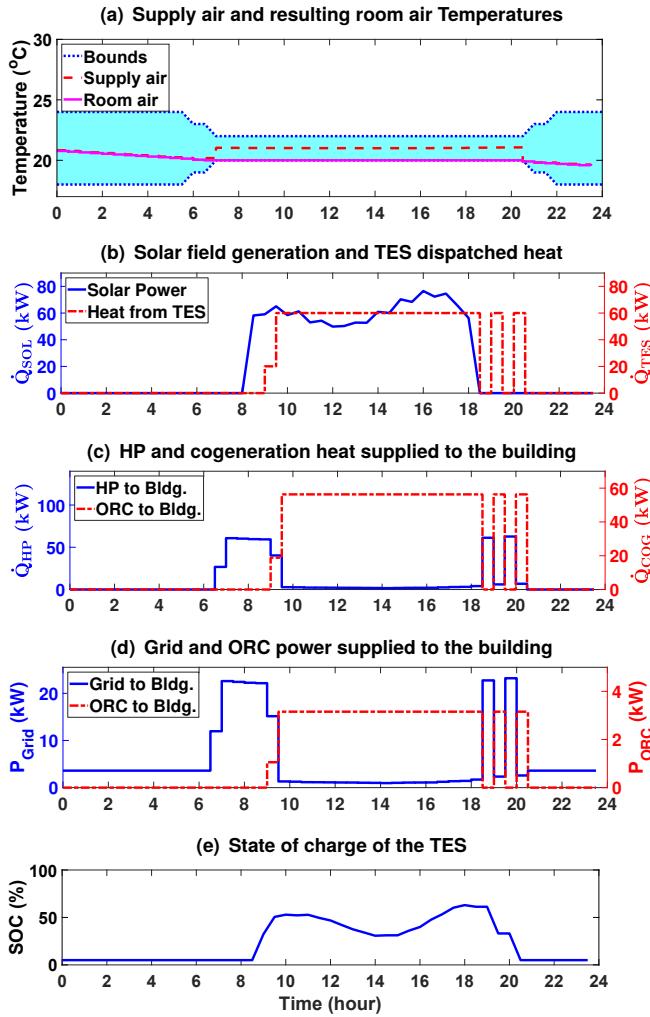 (a) Supply air and resulting room air Temperatures
Temperature (°C)
30
25
20
Bounds
Supply air
Room air
0 2 4 6 8 10 12 14 16 18 20 22 24
(b) Solar field generation and TES dispatched heat
Q̇SOL (kW)
80
60
40
20
0
Solar Power
Heat from TES
80
60
40
20
0
Q̇TES (kW)
0 2 4 6 8 10 12 14 16 18 20 22 24
(c) HP and cogeneration heat supplied to the building
Q̇HP (kW)
100
50
0
HP to Bldg.
ORC to Bldg.
60
40
20
0
Q̇COG (kW)
0 2 4 6 8 10 12 14 16 18 20 22 24
(d) Grid and ORC power supplied to the building
PGrid (kW)
20
10
0
Grid to Bldg.
ORC to Bldg.
4
2
0
PORC (kW)
0 2 4 6 8 10 12 14 16 18 20 22 24
(e) State of charge of the TES
SOC (%)
100
50
0
0 2 4 6 8 10 12 14 16 18 20 22 24
Time (hour)